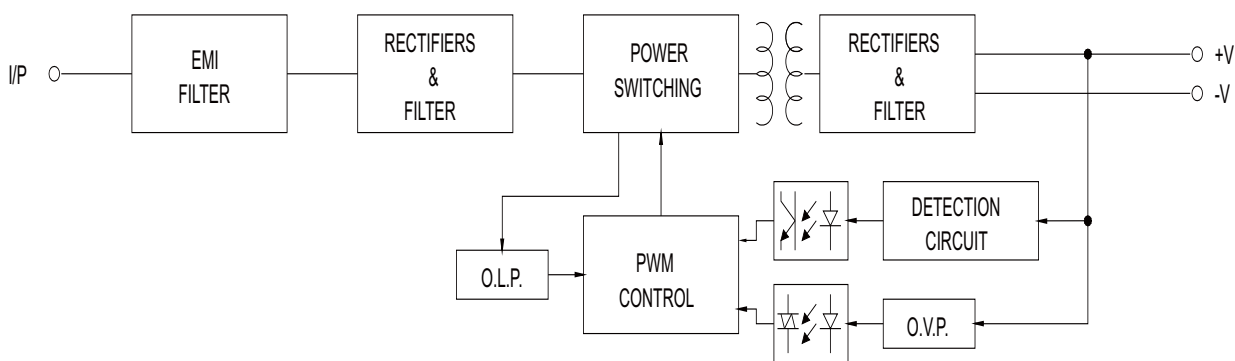 I/P
EMI
FILTER
RECTIFIERS
&
FILTER
POWER
SWITCHING
RECTIFIERS
&
FILTER
+V
-V
O.L.P.
PWM
CONTROL
DETECTION
CIRCUIT
O.V.P.